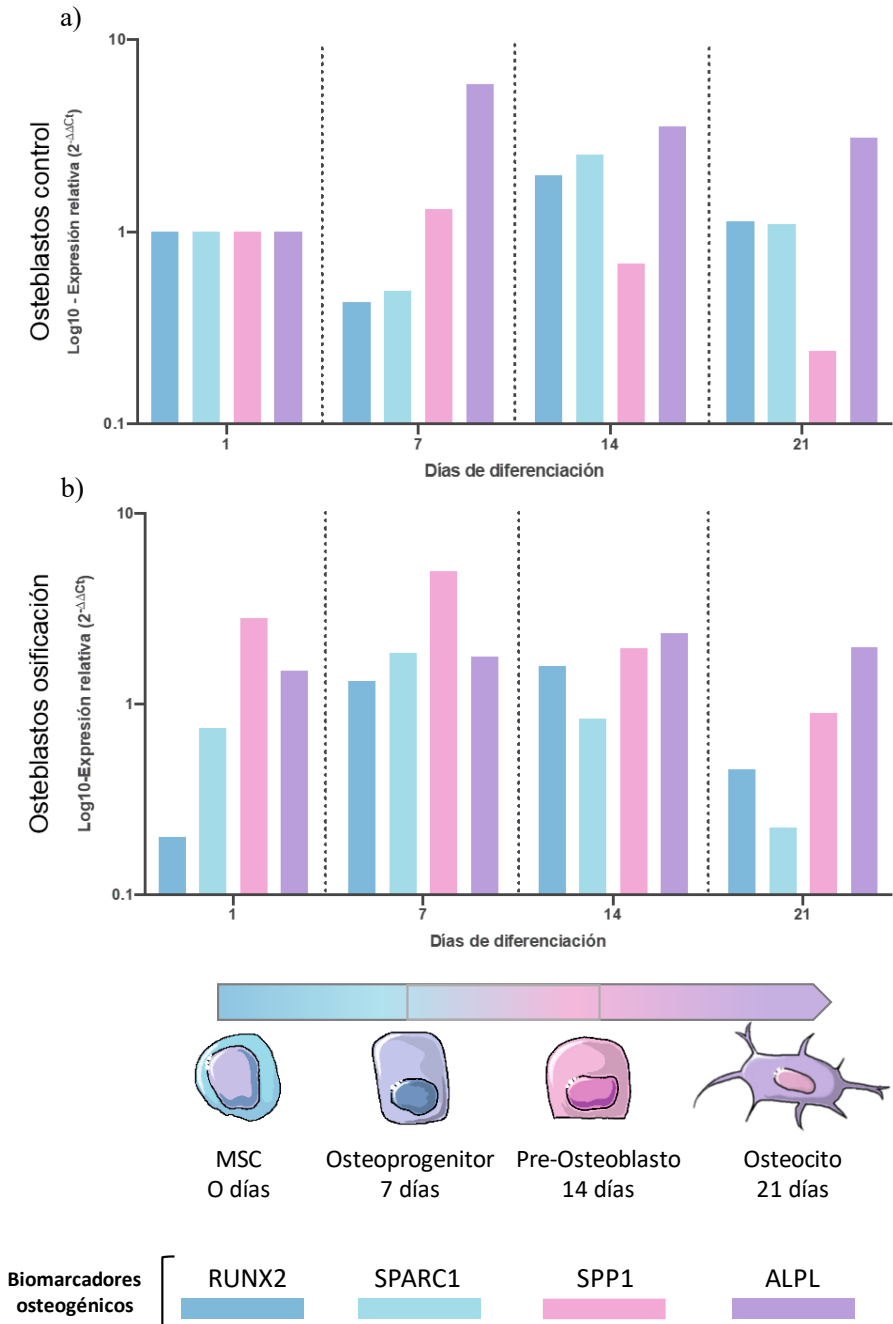 a)
Osteblastos control
Log10 - Expresión relativa (2-ΔΔCt)
10
1
0.1
1 7 14 21
Días de diferenciación
b)
Osteblastos osificación
Log10-Expresión relativa (2-ΔΔCt)
10
1
0.1
1 7 14 21
Días de diferenciación
MSC Osteoprogenitor Pre-Osteoblasto Osteocito
O días 7 días 14 días 21 días
Biomarcadores
osteogénicos
RUNX2 SPARC1 SPP1 ALPL